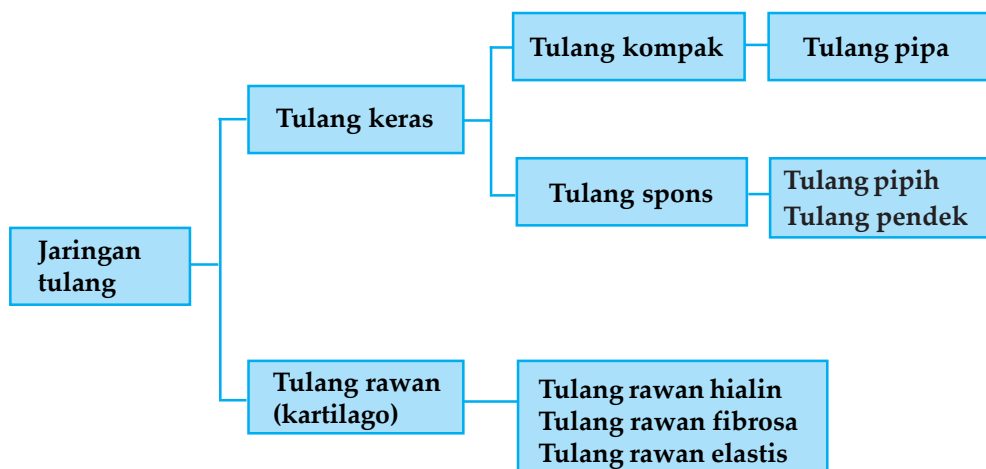 Jaringan
tulang
Tulang keras
Tulang kompak
Tulang pipa
Tulang spons
Tulang pipih
Tulang pendek
Tulang rawan
(kartilago)
Tulang rawan hialin
Tulang rawan fibrosa
Tulang rawan elastis